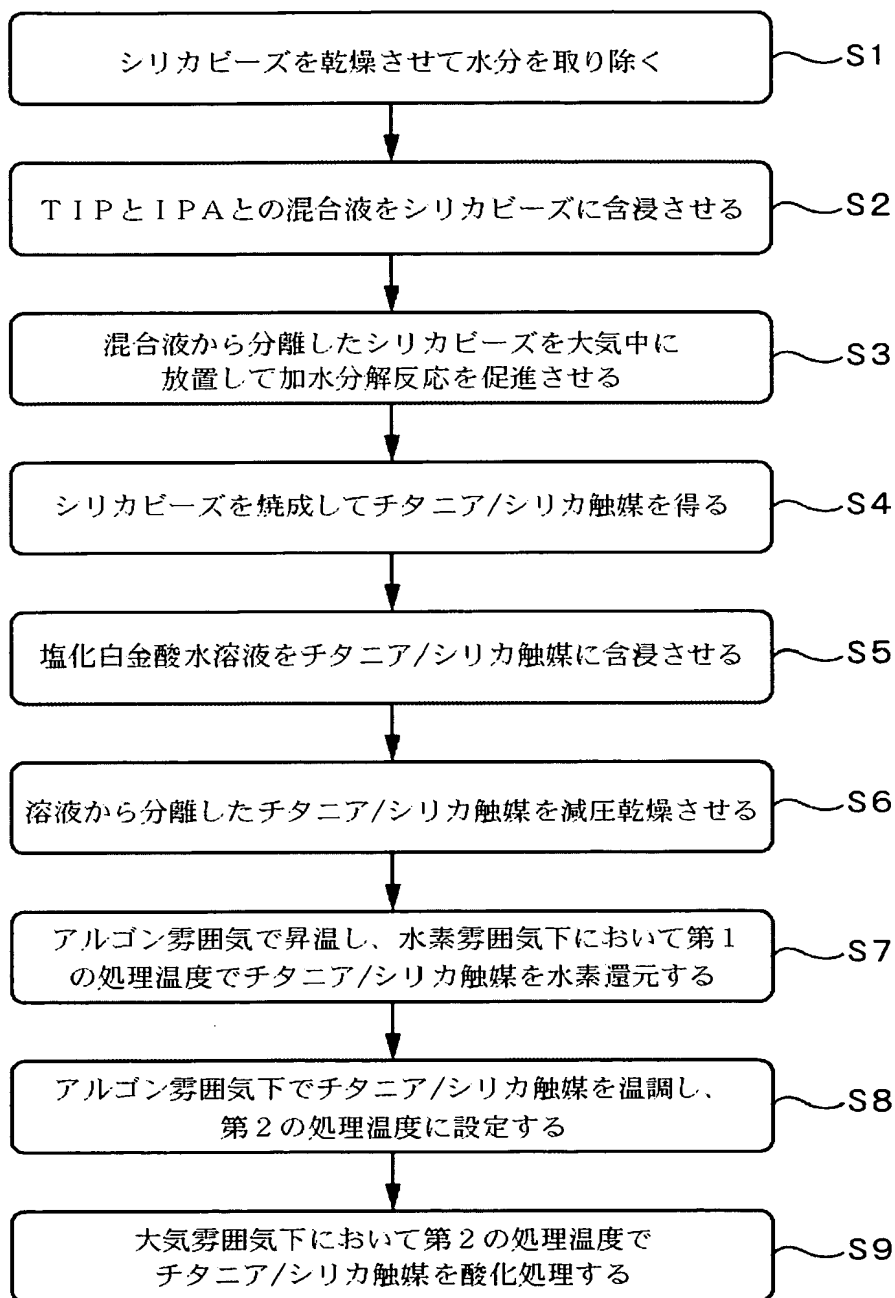 シリカビーズを乾燥させて水分を取り除く
S1
ＴＩＰとＩＰＡとの混合液をシリカビーズに含浸させる
S2
混合液から分離したシリカビーズを大気中に
放置して加水分解反応を促進させる
S3
シリカビーズを焼成してチタニア/シリカ触媒を得る
S4
塩化白金酸水溶液をチタニア/シリカ触媒に含浸させる
S5
溶液から分離したチタニア/シリカ触媒を減圧乾燥させる
S6
アルゴン雰囲気で昇温し、水素雰囲気下において第１
の処理温度でチタニア/シリカ触媒を水素還元する
S7
アルゴン雰囲気下でチタニア/シリカ触媒を温調し、
第２の処理温度に設定する
S8
大気雰囲気下において第２の処理温度で
チタニア/シリカ触媒を酸化処理する
S9